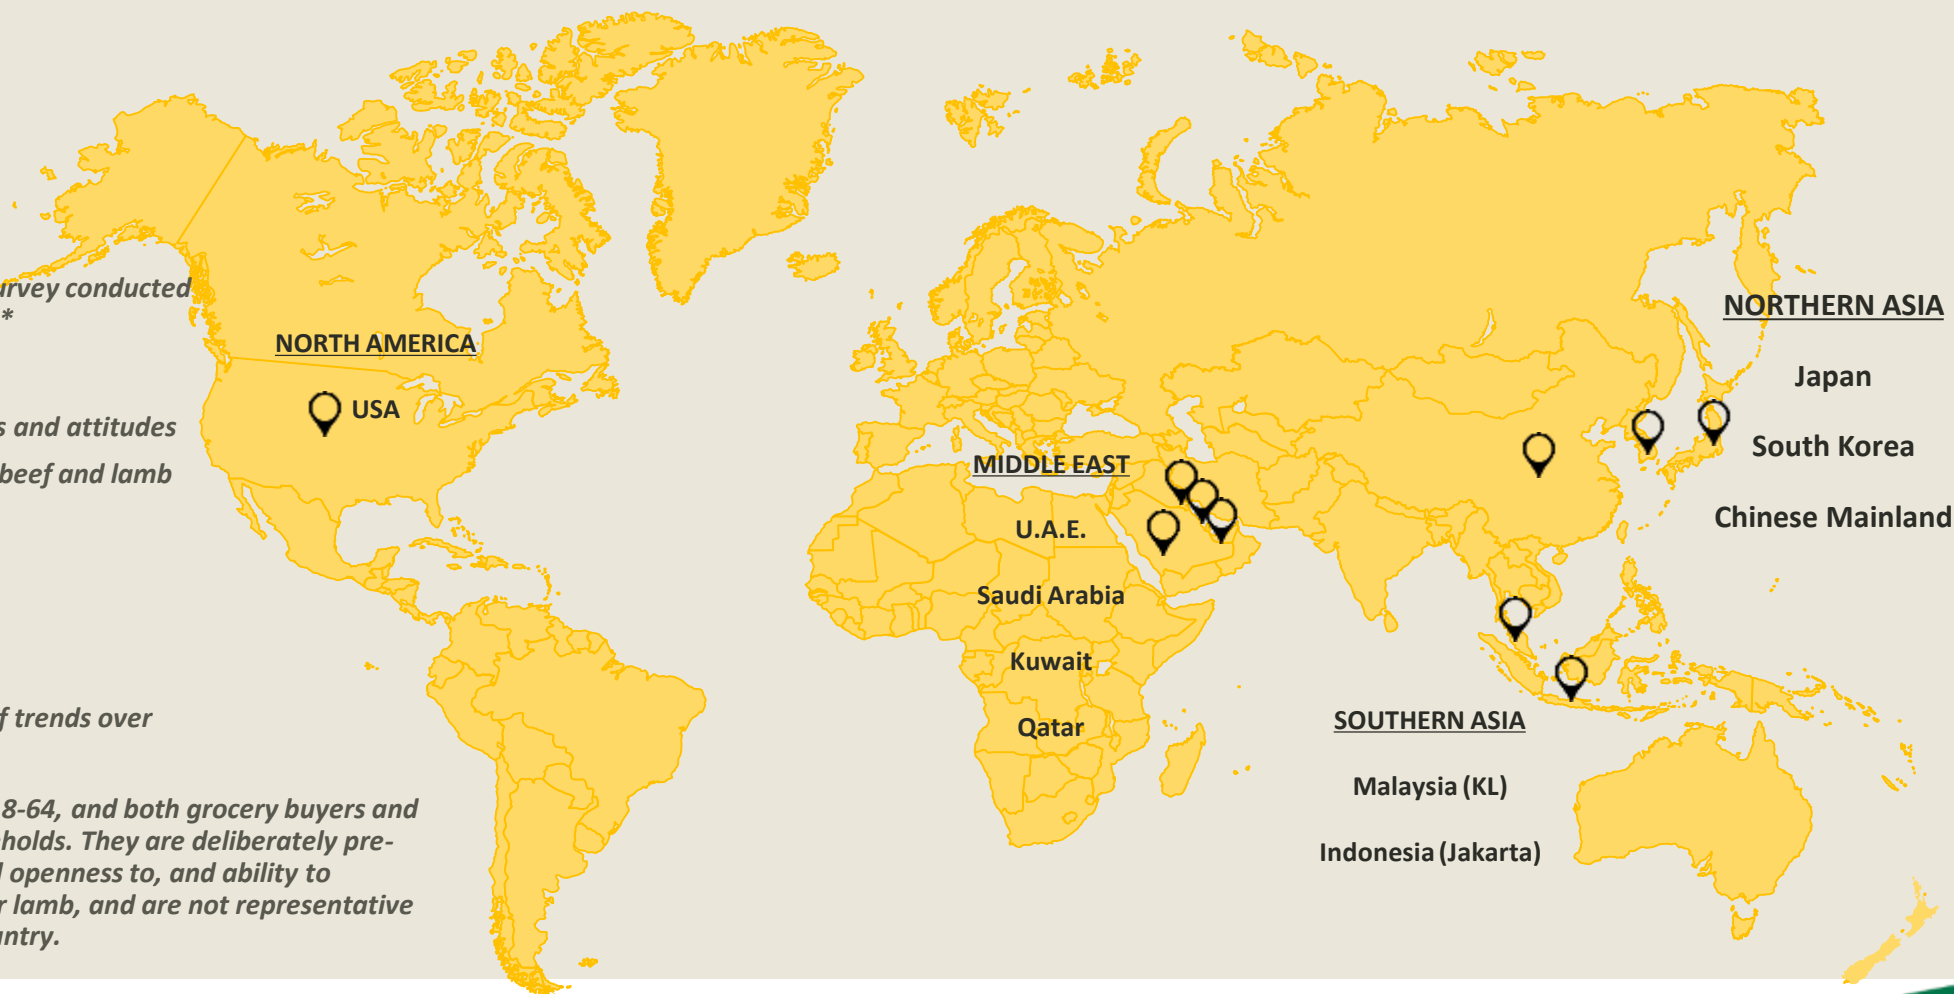 urvey conducted
*
s and attitudes
beef and lamb
f trends over
8-64, and both grocery buyers and
holds. They are deliberately pre-
l openness to, and ability to
r lamb, and are not representative
untry.
NORTH AMERICA
USA
MIDDLE EAST
U.A.E.
Saudi Arabia
Kuwait
Qatar
NORTHERN ASIA
Japan
South Korea
Chinese Mainland
SOUTHERN ASIA
Malaysia (KL)
Indonesia (Jakarta)